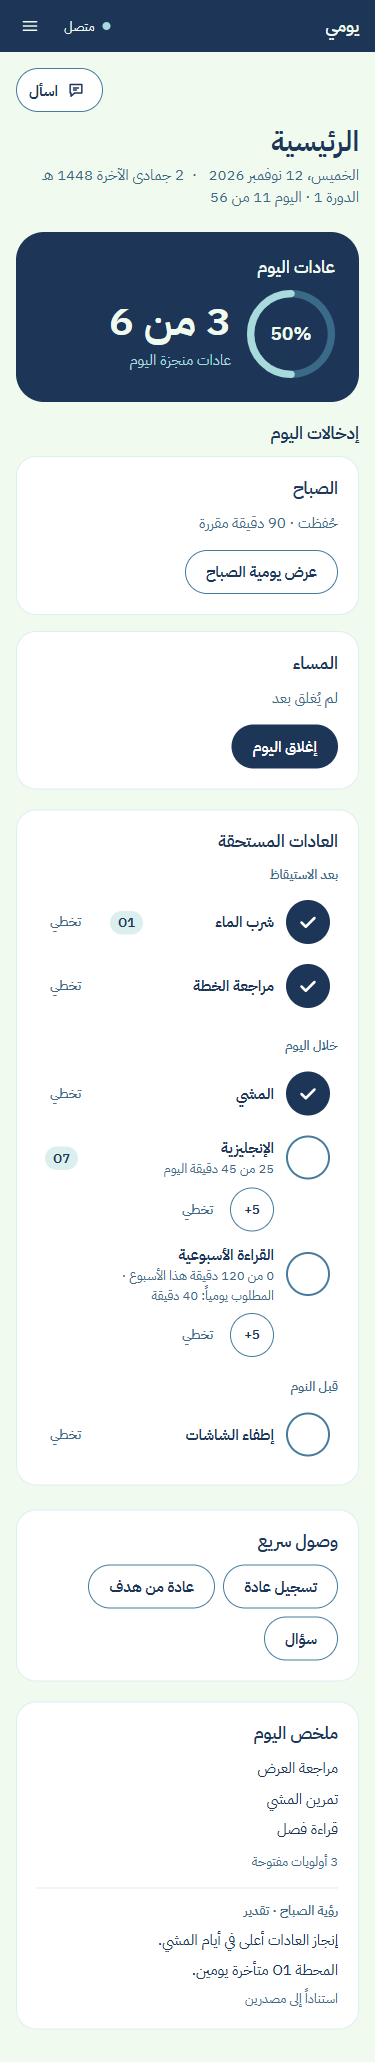 يومي
متصل
اسأل
الرئيسية
الخميس، 12 نوفمبر 2026 · 2 جمادى الآخرة 1448 هـ
الدورة 1 · اليوم 11 من 56
عادات اليوم
50%
3 من 6
عادات منجزة اليوم
إدخالات اليوم
الصباح
حُفظت · 90 دقيقة مقررة
عرض يومية الصباح
المساء
لم يُغلق بعد
إغلاق اليوم
العادات المستحقة
بعد الاستيقاظ
شرب الماء
O1
تخطي
مراجعة الخطة
تخطي
خلال اليوم
المشي
تخطي
الإنجليزية
25 من 45 دقيقة اليوم
O7
+5
تخطي
القراءة الأسبوعية
0 من 120 دقيقة هذا الأسبوع ·
المطلوب يومياً: 40 دقيقة
+5
تخطي
قبل النوم
إطفاء الشاشات
تخطي
وصول سريع
تسجيل عادة
عادة من هدف
سؤال
ملخص اليوم
مراجعة العرض
تمرين المشي
قراءة فصل
3 أولويات مفتوحة
رؤية الصباح · تقدير
إنجاز العادات أعلى في أيام المشي.
المحطة O1 متأخرة يومين.
استناداً إلى مصدرين